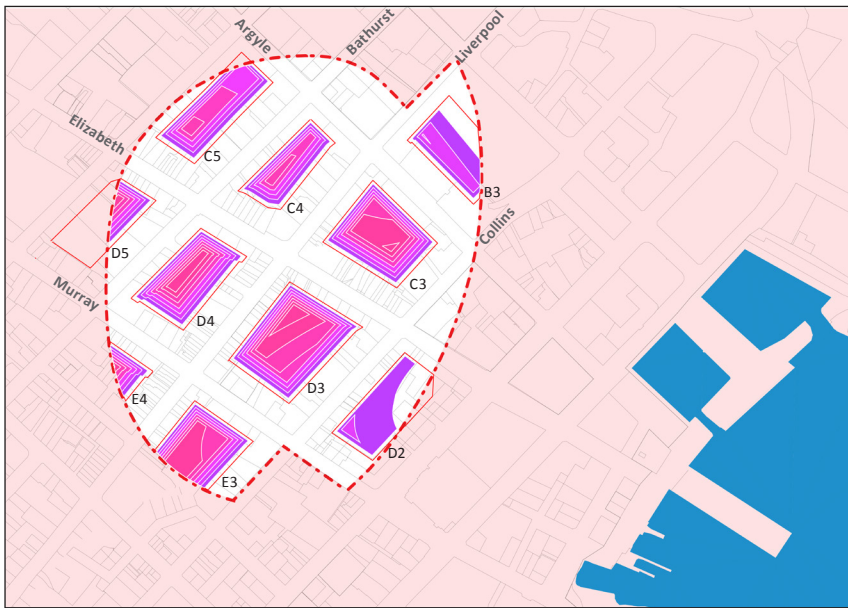 Argyle
Bathurst
Liverpool
Elizabeth
C5
C4
B3
Collins
D5
C3
Murray
D4
D3
E4
D2
E3